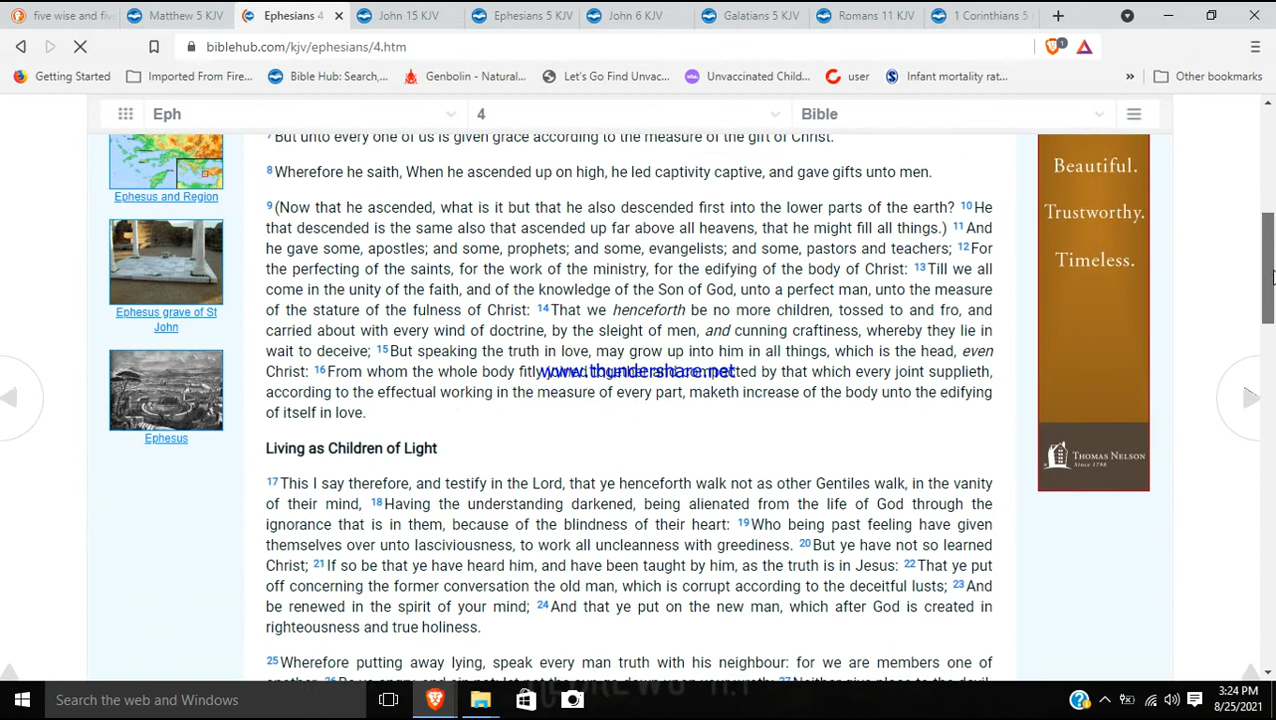 five wise and five
Matthew 5 KJV
Ephesians 4
John 15 KJV
Ephesians 5 KJV
John 6 KJV
Galatians 5 KJV
Romans 11 KJV
1 Corinthians 5
biblehub.com/kjv/ephesians/4.htm
1
Getting Started
Imported From Fire...
Bible Hub: Search,...
Genbolin - Natural...
Let's Go Find Unvac...
Unvaccinated Child...
user
Infant mortality rat...
Other bookmarks
Eph
4
Bible
7 But unto every one of us is given grace according to the measure of the gift of Christ.
8 Wherefore he saith, When he ascended up on high, he led captivity captive, and gave gifts unto men.
9 (Now that he ascended, what is it but that he also descended first into the lower parts of the earth? 10 He
that descended is the same also that ascended up far above all heavens, that he might fill all things.) 11 And
he gave some, apostles; and some, prophets; and some, evangelists; and some, pastors and teachers; 12 For
the perfecting of the saints, for the work of the ministry, for the edifying of the body of Christ: 13 Till we all
come in the unity of the faith, and of the knowledge of the Son of God, unto a perfect man, unto the measure
of the stature of the fulness of Christ: 14 That we henceforth be no more children, tossed to and fro, and
carried about with every wind of doctrine, by the sleight of men, and cunning craftiness, whereby they lie in
wait to deceive; 15 But speaking the truth in love, may grow up into him in all things, which is the head, even
Christ: 16 From whom the whole body fitly by that which every joint supplieth,
www.thundershare.net
according to the effectual working in the measure of every part, maketh increase of the body unto the edifying
of itself in love.
Living as Children of Light
17 This I say therefore, and testify in the Lord, that ye henceforth walk not as other Gentiles walk, in the vanity
of their mind, 18 Having the understanding darkened, being alienated from the life of God through the
ignorance that is in them, because of the blindness of their heart: 19 Who being past feeling have given
themselves over unto lasciviousness, to work all uncleanness with greediness. 20 But ye have not so learned
Christ; 21 If so be that ye have heard him, and have been taught by him, as the truth is in Jesus: 22 That ye put
off concerning the former conversation the old man, which is corrupt according to the deceitful lusts; 23 And
be renewed in the spirit of your mind; 24 And that ye put on the new man, which after God is created in
righteousness and true holiness.
25 Wherefore putting away lying, speak every man truth with his neighbour: for we are members one of
Ephesus and Region
Ephesus grave of St
John
Ephesus
Beautiful.
Trustworthy.
Timeless.
THOMAS NELSON
Since 1798
Search the web and Windows
3:24 PM
8/25/2021